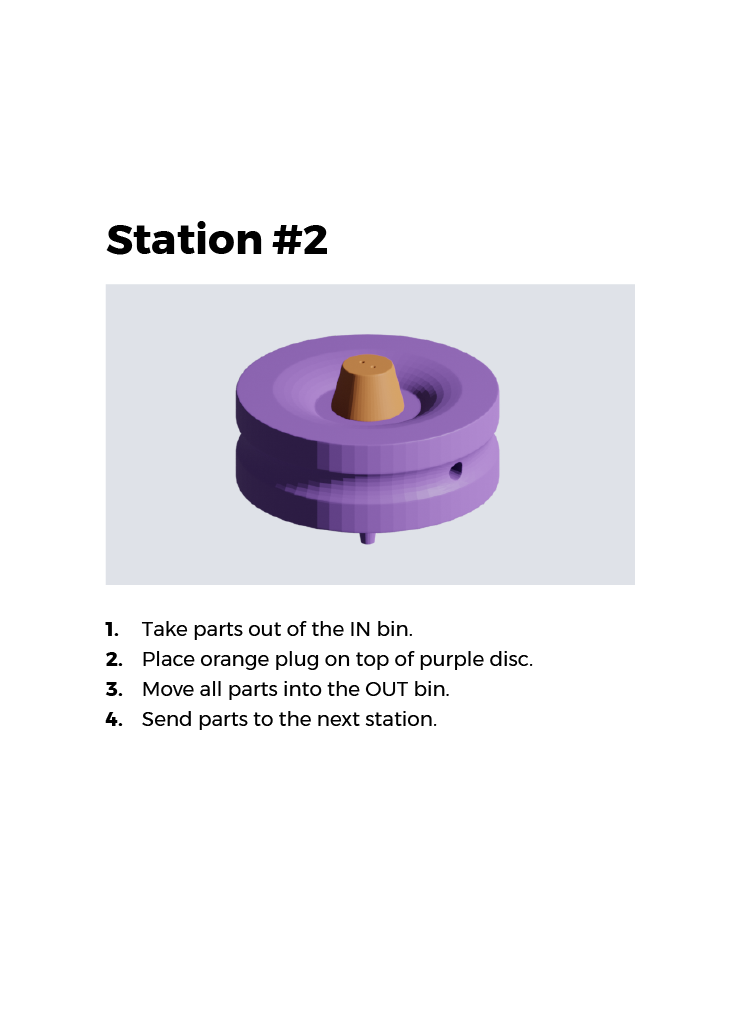 Station #2
1. Take parts out of the IN bin.
2. Place orange plug on top of purple disc.
3. Move all parts into the OUT bin.
4. Send parts to the next station.